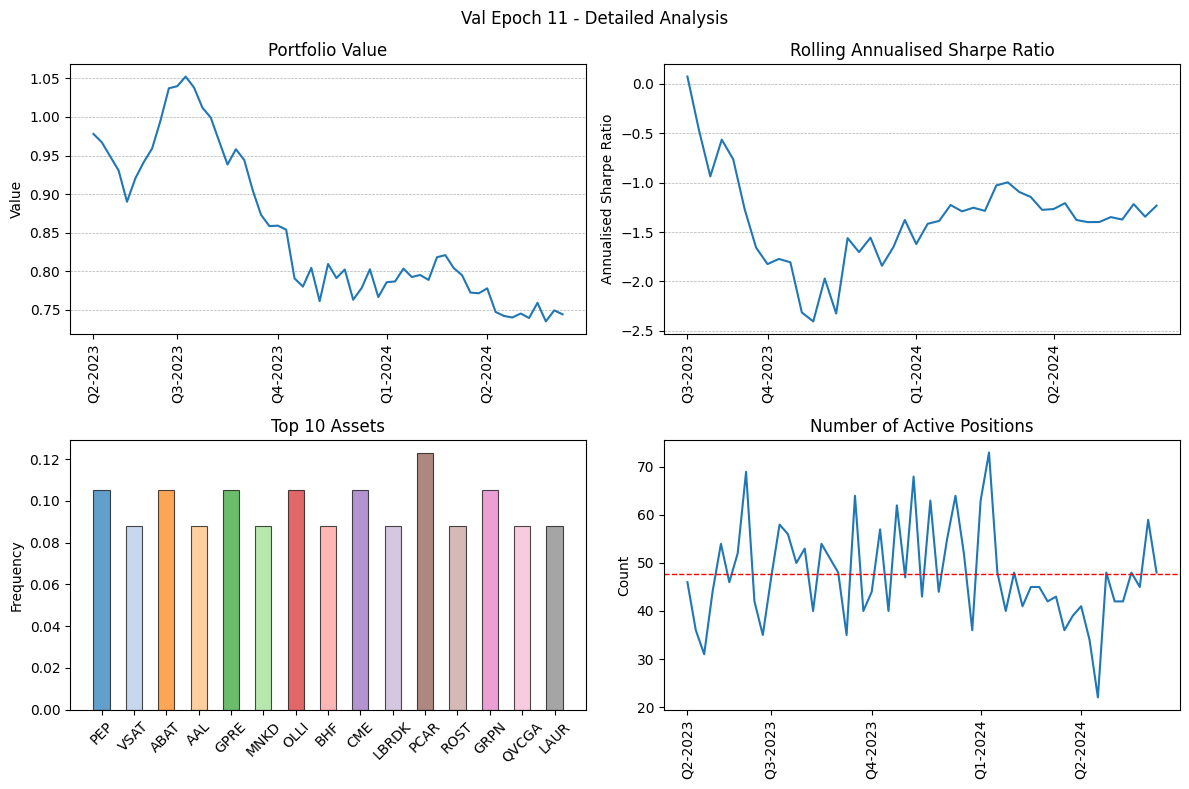 Val Epoch 11 - Detailed Analysis
Portfolio Value
Value
1.05
1.00
0.95
0.90
0.85
0.80
0.75
Q2-2023
Q3-2023
Q4-2023
Q1-2024
Q2-2024
Rolling Annualised Sharpe Ratio
Annualised Sharpe Ratio
0.0
−0.5
−1.0
−1.5
−2.0
−2.5
Q3-2023
Q4-2023
Q1-2024
Q2-2024
Top 10 Assets
Frequency
0.12
0.10
0.08
0.06
0.04
0.02
0.00
PEP
VSAT
ABAT
AAL
GPRE
MNKD
OLLI
BHF
CME
LBRDK
PCAR
ROST
GRPN
QVCGA
LAUR
Number of Active Positions
Count
70
60
50
40
30
20
Q2-2023
Q3-2023
Q4-2023
Q1-2024
Q2-2024